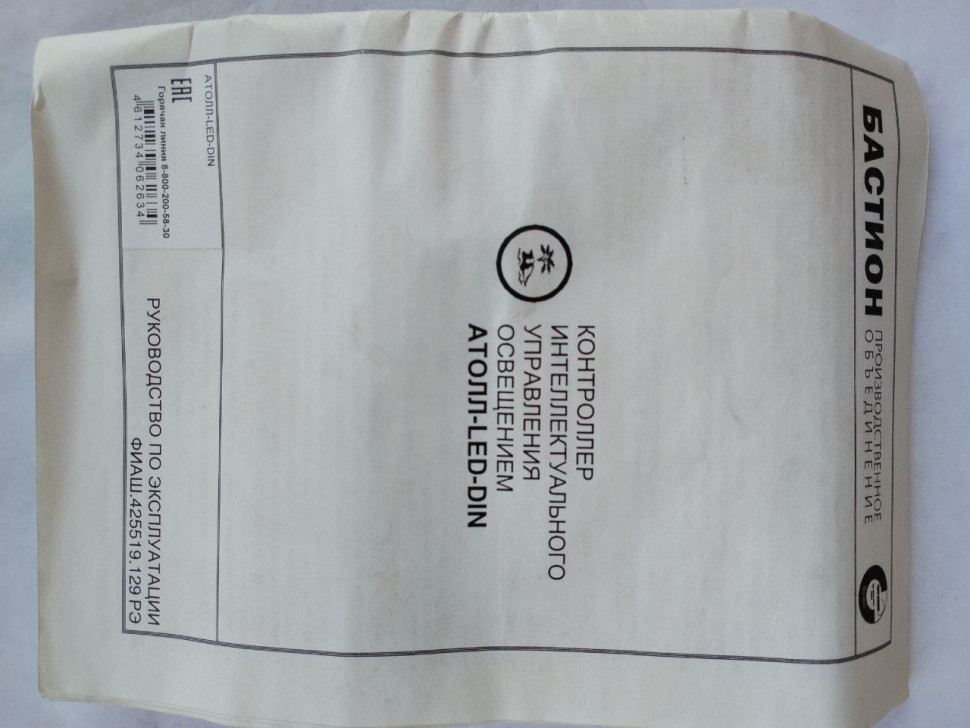 БАСТИОН
ПРОИЗВОДСТВЕННОЕ
ОБЪЕДИНЕНИЕ
КОНТРОЛЛЕР
ИНТЕЛЛЕКТУАЛЬНОГО
УПРАВЛЕНИЯ
ОСВЕЩЕНИЕМ
АТОЛЛ-LED-DIN
АТОЛЛ-LED-DIN
EAC
Горячая линия 8-800-200-58-30
4 612734 062634
РУКОВОДСТВО ПО ЭКСПЛУАТАЦИИ
ФИАШ.425519.129 РЭ